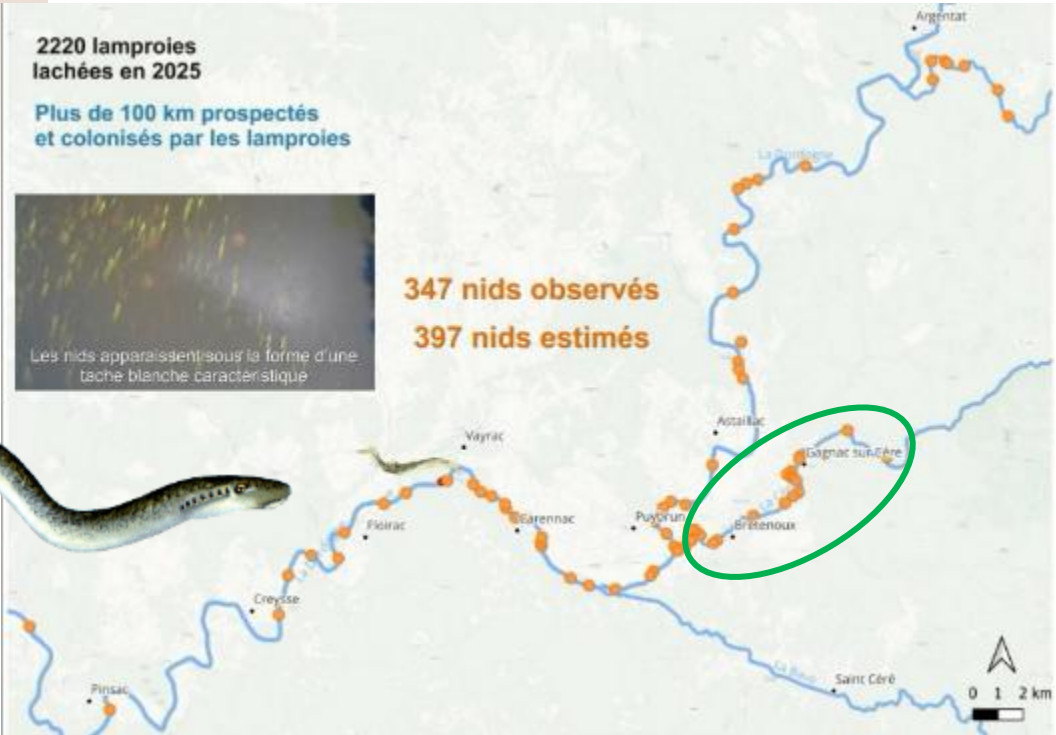 2220 lamproies
lachées en 2025
Plus de 100 km prospectés
et colonisés par les lamproies
Argentat
La Dordogne
Les nids apparaissent sous la forme d'une
tache blanche caractéristique
347 nids observés
397 nids estimés
Astaillac
Vayrac
Gagnac sur Cère
Floirac
Carennac
Puybrun
Bretenoux
Creysse
Pinsac
Saint Céré
0 1 2 km